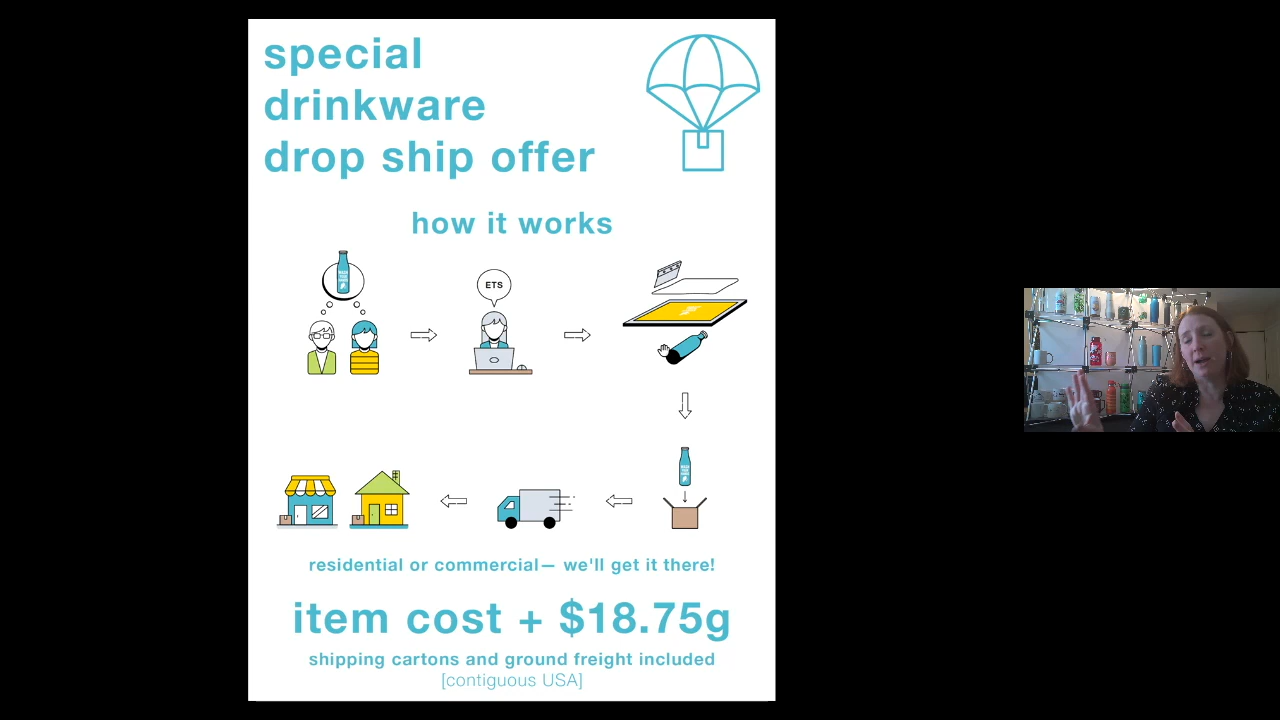 special
drinkware
drop ship offer
how it works
ETS
residential or commercial— we'll get it there!
item cost + $18.75g
shipping cartons and ground freight included
[contiguous USA]